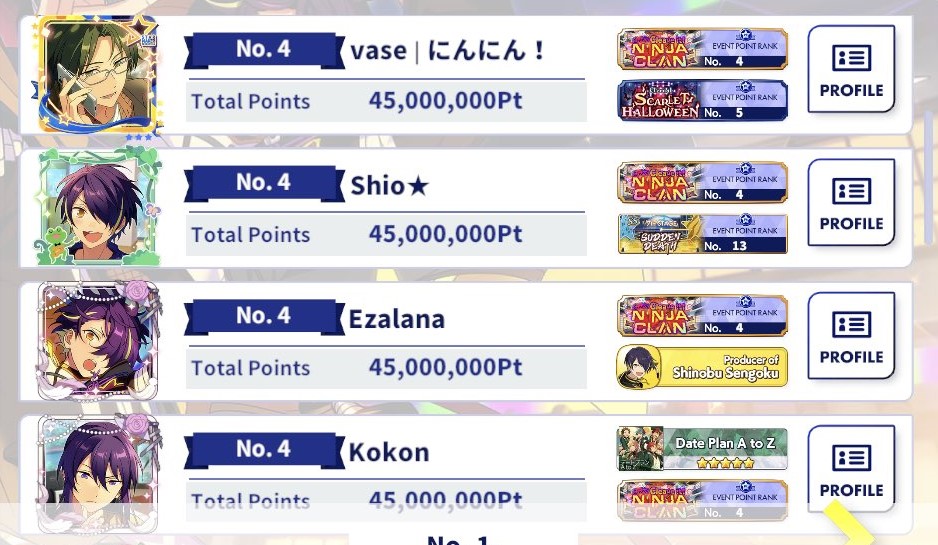 No. 4 vase | にんにん！
NINJA CLAN EVENT POINT RANK No. 4
Total Points 45,000,000Pt
SCARLET HALLOWEEN EVENT POINT RANK No. 5
PROFILE
No. 4 Shio★
NINJA CLAN EVENT POINT RANK No. 4
Total Points 45,000,000Pt
SUDDEN DEATH EVENT POINT RANK No. 13
PROFILE
No. 4 Ezalana
NINJA CLAN EVENT POINT RANK No. 4
Total Points 45,000,000Pt
Producer of
Shinobu Sengoku
PROFILE
No. 4 Kokon
Date Plan A to Z
Total Points 45,000,000Pt
NINJA CLAN EVENT POINT RANK No. 4
PROFILE
No. 1